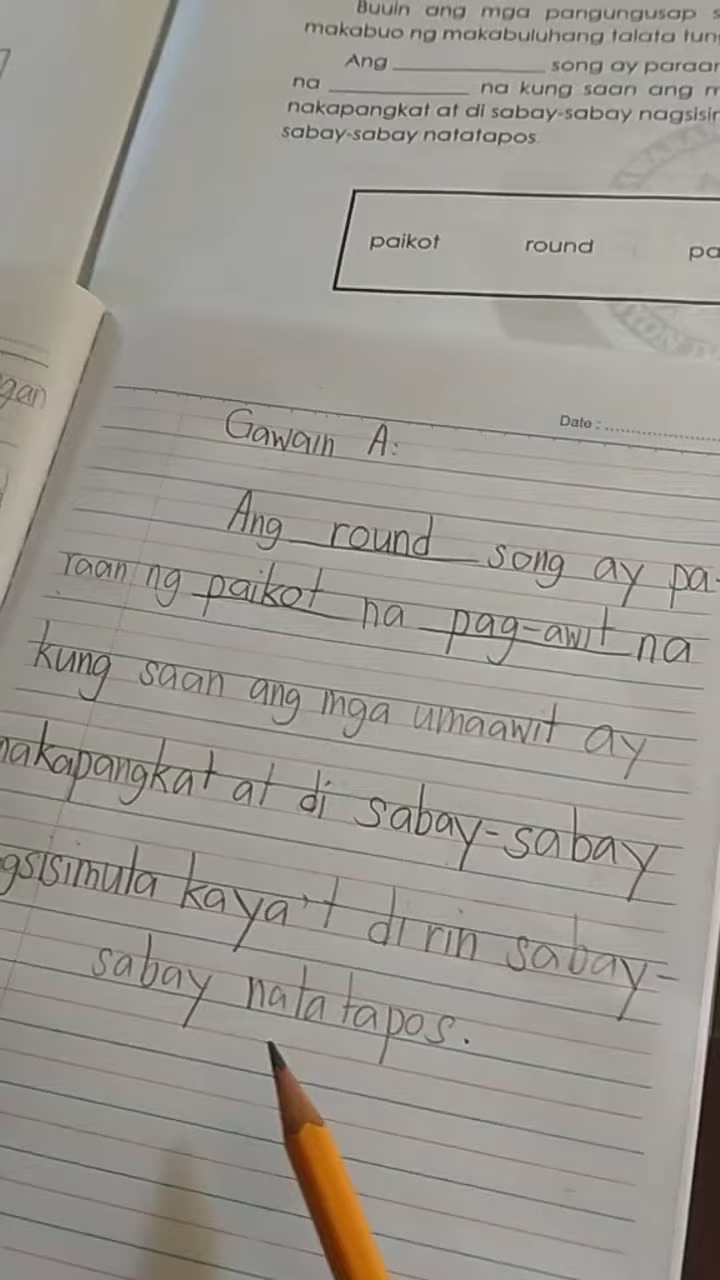 Buuin ang mga pangungusap
makabuo ng makabuluhang talata
Ang __________ song ay
na __________ na kung saan ang
nakapangkat at di sabay-sabay
sabay-sabay natatapos.
paikot round
Date :
Gawain A:
Ang round song ay pa-
raan ng paikot na pag-awit na
kung saan ang mga umaawit ay
nakapangkat at di sabay-sabay
gsisimula kaya't di rin sabay-
sabay natatapos.